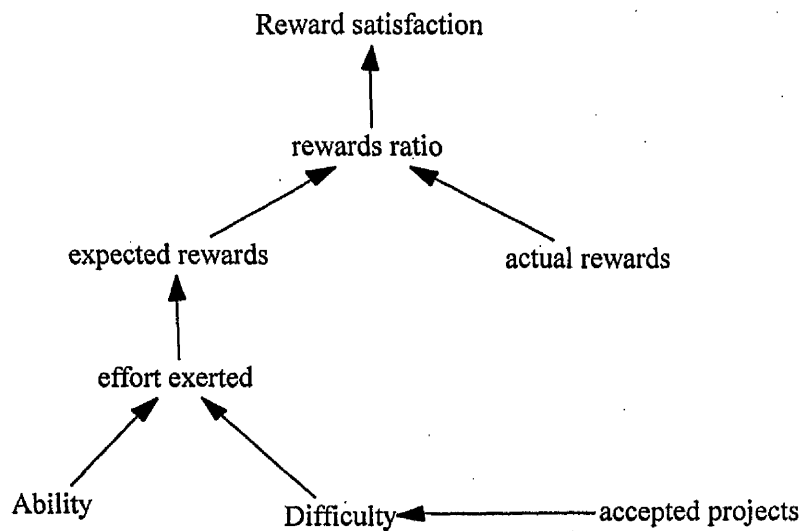 Reward satisfaction
rewards ratio
expected rewards
actual rewards
effort exerted
Ability
Difficulty
accepted projects